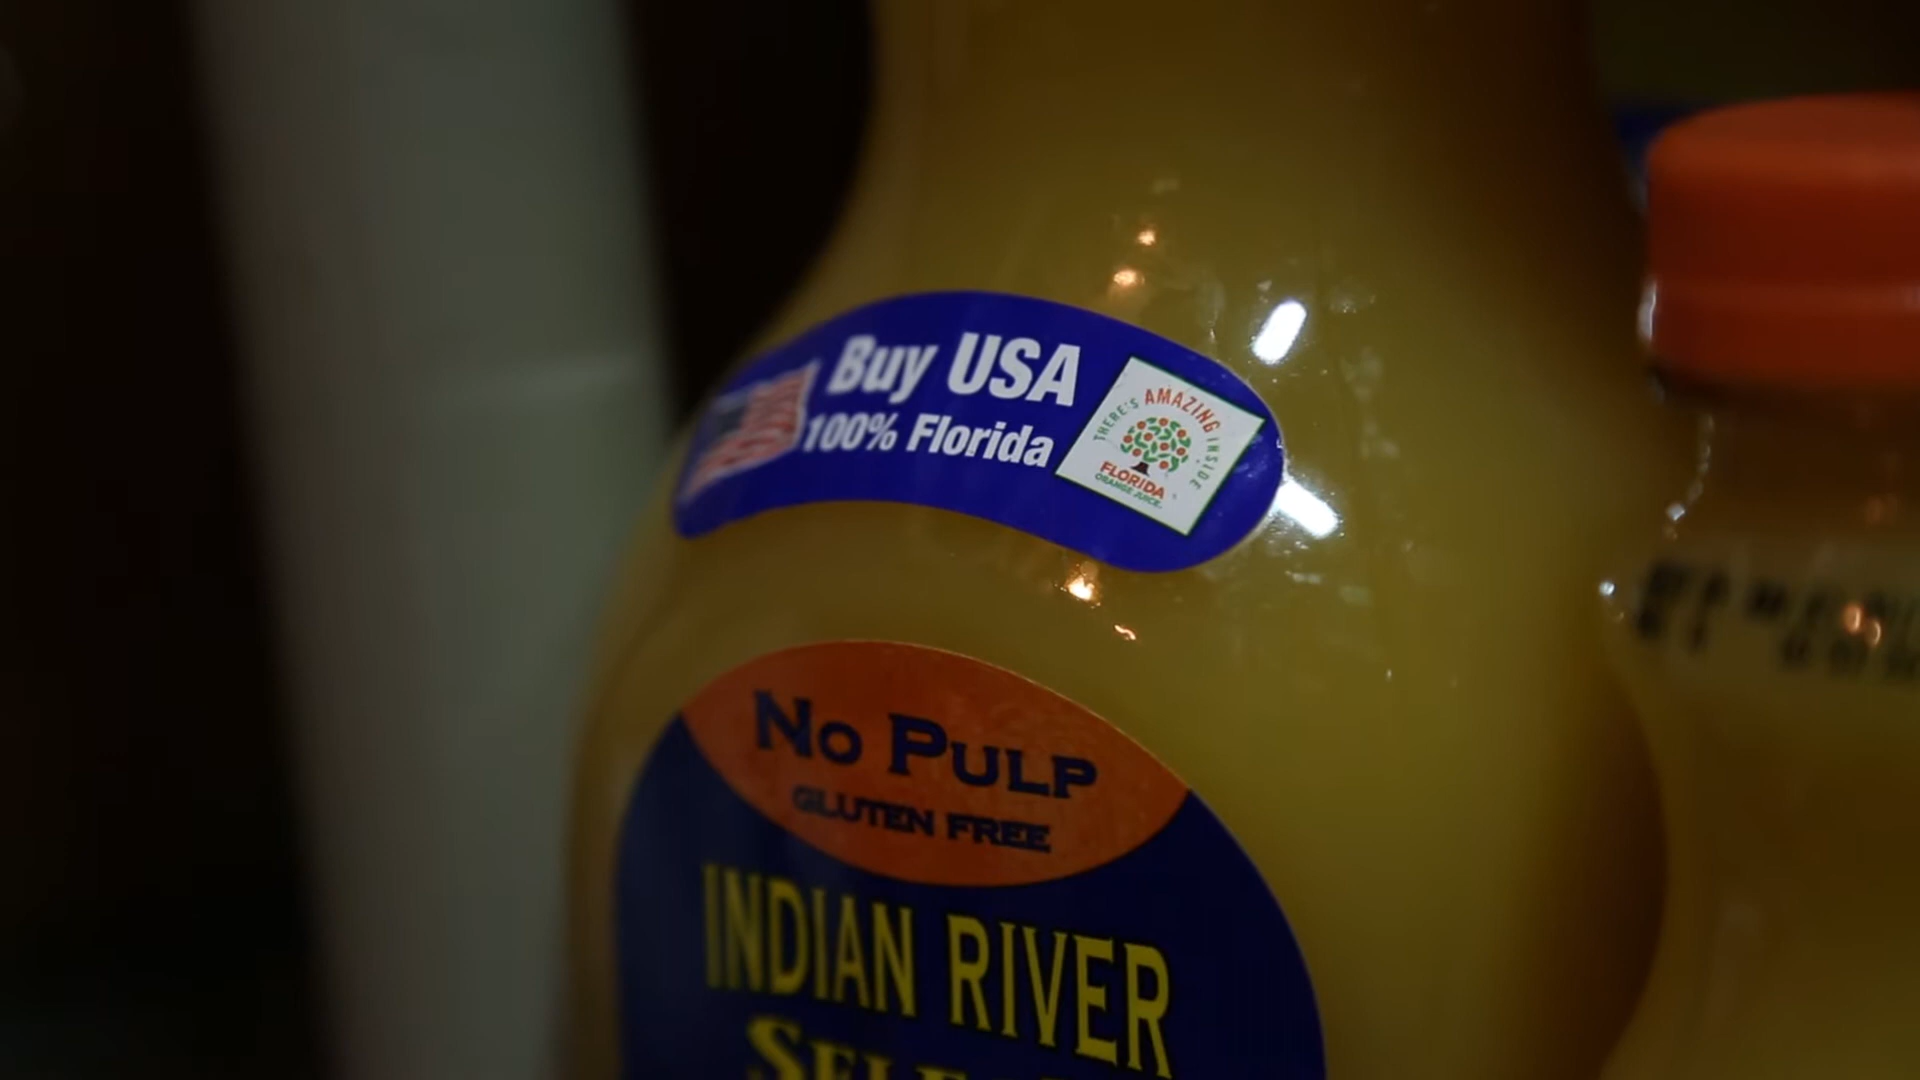 Buy USA
100% Florida
THERE'S AMAZING INSIDE
FLORIDA
ORANGE JUICE.
No Pulp
GLUTEN FREE
INDIAN RIVER